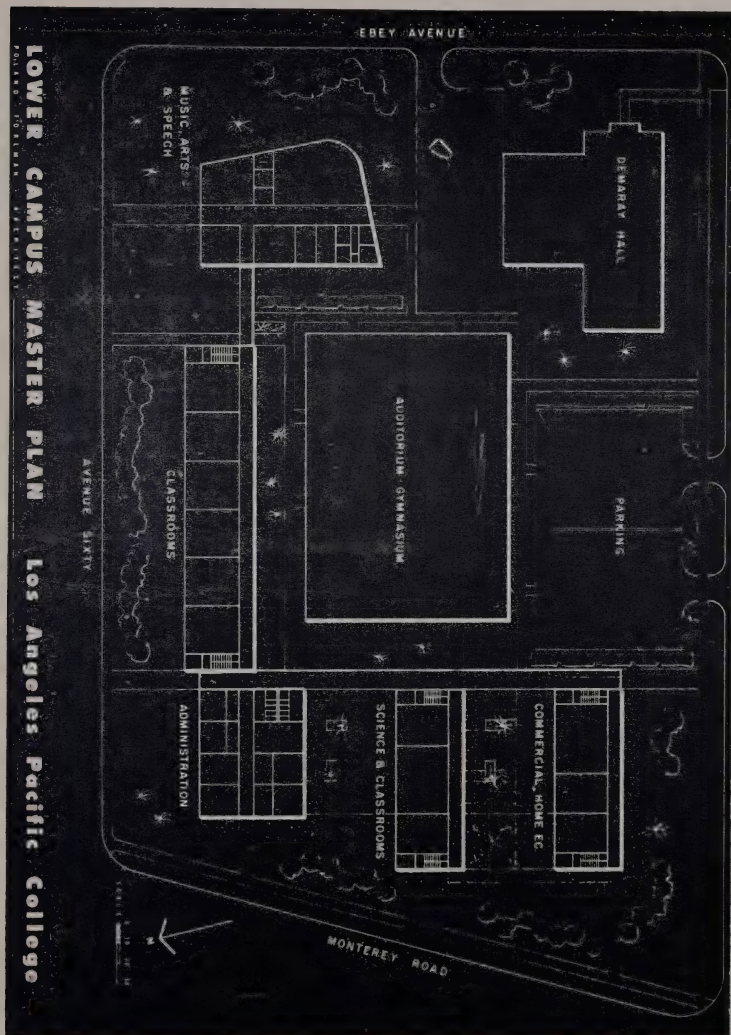 EBEY AVENUE
MUSIC, ARTS
& SPEECH
DEMARAY HALL
AUDITORIUM - GYMNASIUM
PARKING
CLASSROOMS
AVENUE SIXTY
ADMINISTRATION
SCIENCE & CLASSROOMS
COMMERCIAL, HOME EC.
MONTEREY ROAD
N
SCALE
LOWER CAMPUS MASTER PLAN Los Angeles Pacific College